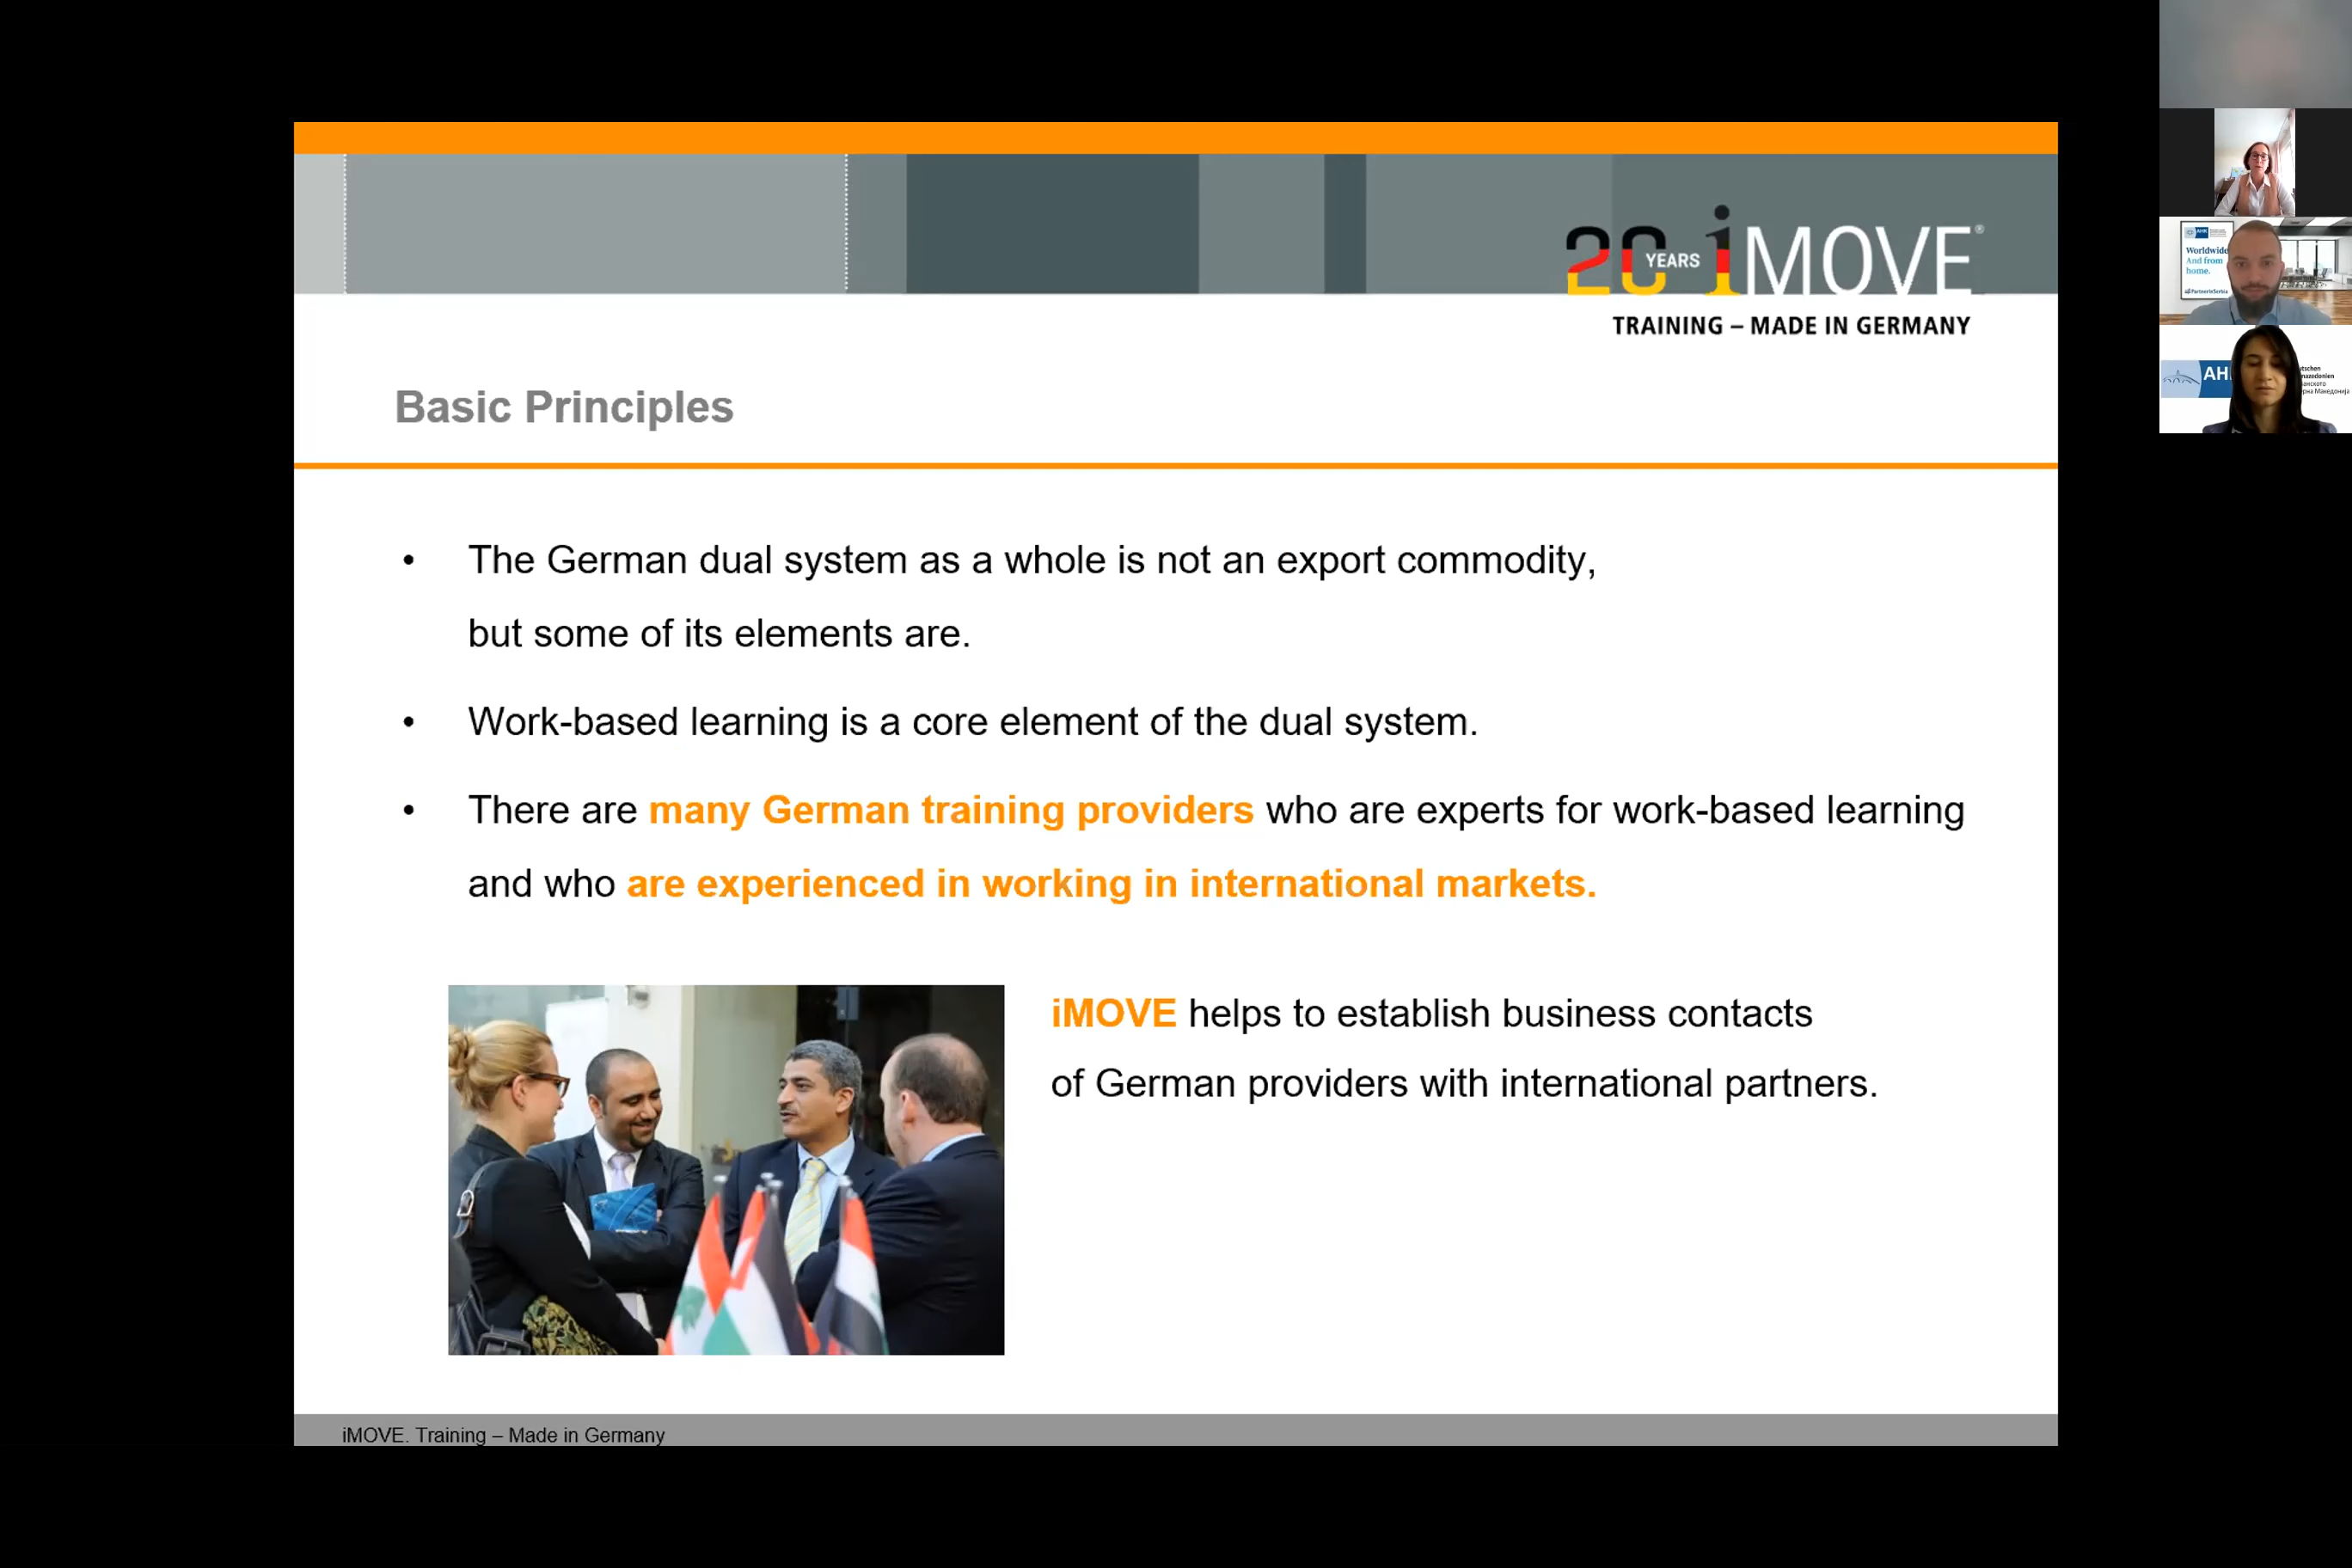 20 YEARS iMOVE®
TRAINING – MADE IN GERMANY
Basic Principles
• The German dual system as a whole is not an export commodity,
but some of its elements are.
• Work-based learning is a core element of the dual system.
• There are many German training providers who are experts for work-based learning
and who are experienced in working in international markets.
iMOVE helps to establish business contacts
of German providers with international partners.
iMOVE. Training – Made in Germany
AHK
Worldwide
And from
home.
#PartnerInSerbia
AH